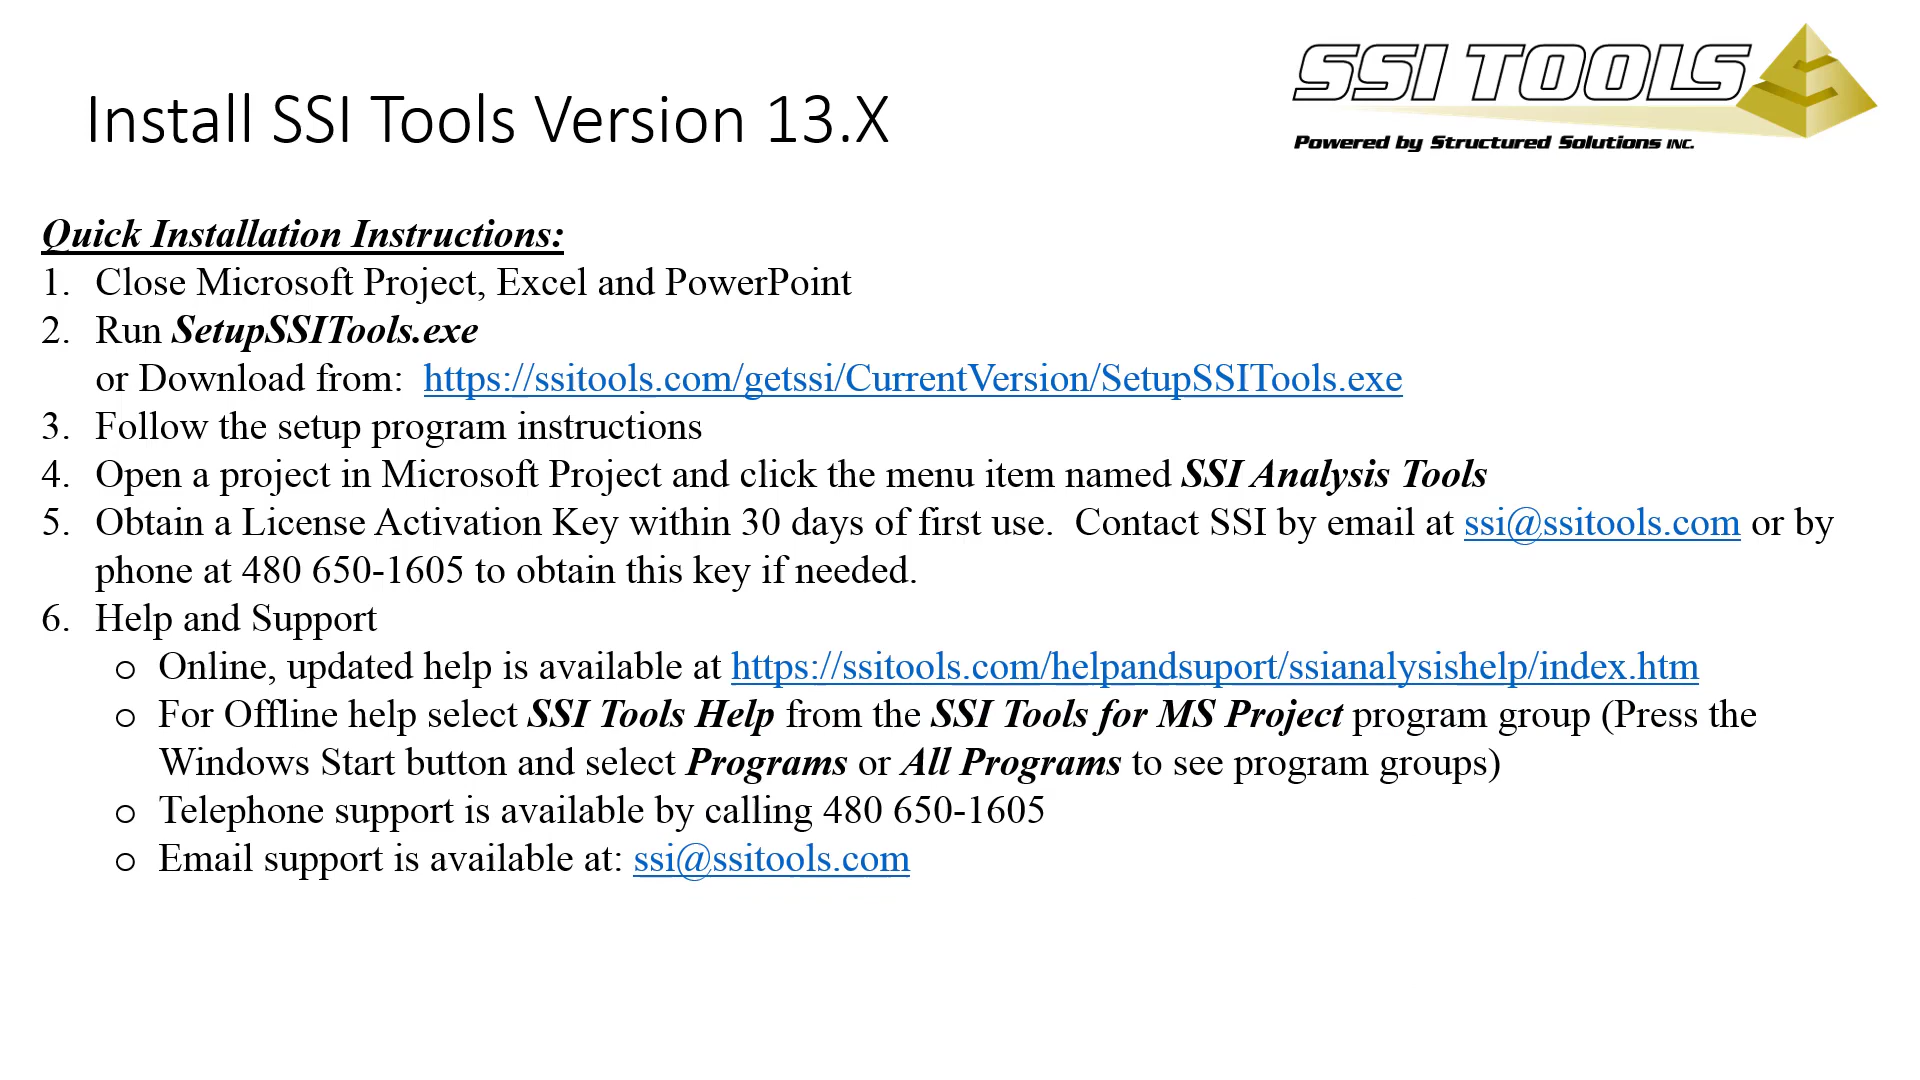 SSI TOOLS
Powered by Structured Solutions INC.
Install SSI Tools Version 13.X
Quick Installation Instructions:
1. Close Microsoft Project, Excel and PowerPoint
2. Run SetupSSITools.exe
or Download from: https://ssitools.com/getssi/CurrentVersion/SetupSSITools.exe
3. Follow the setup program instructions
4. Open a project in Microsoft Project and click the menu item named SSI Analysis Tools
5. Obtain a License Activation Key within 30 days of first use. Contact SSI by email at ssi@ssitools.com or by
phone at 480 650-1605 to obtain this key if needed.
6. Help and Support
o Online, updated help is available at https://ssitools.com/helpandsuport/ssianalysishelp/index.htm
o For Offline help select SSI Tools Help from the SSI Tools for MS Project program group (Press the
Windows Start button and select Programs or All Programs to see program groups)
o Telephone support is available by calling 480 650-1605
o Email support is available at: ssi@ssitools.com